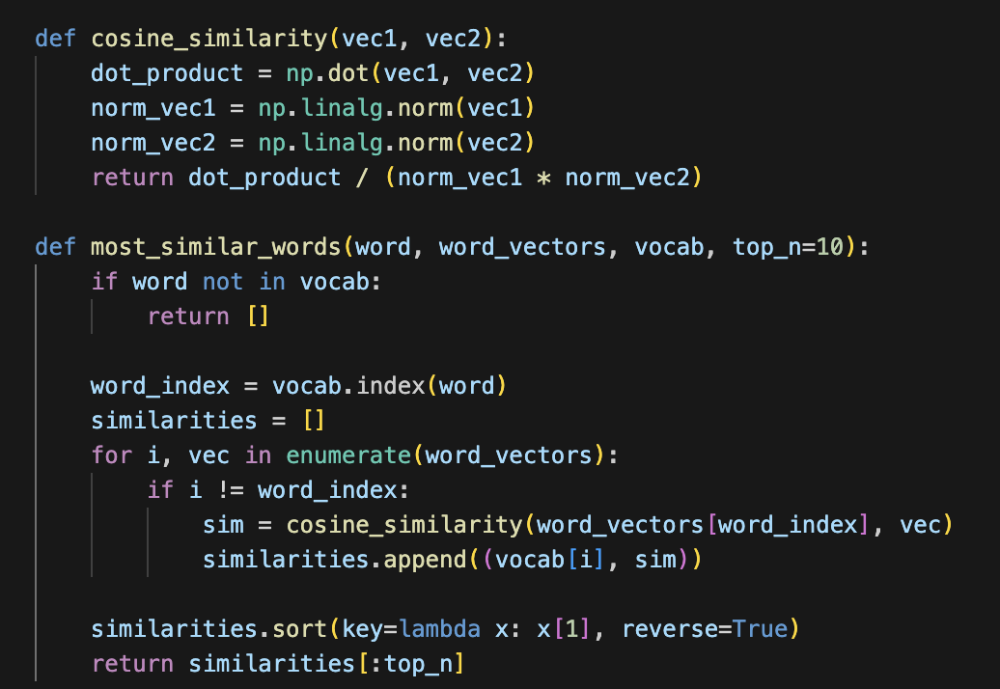 def cosine_similarity(vec1, vec2):
    dot_product = np.dot(vec1, vec2)
    norm_vec1 = np.linalg.norm(vec1)
    norm_vec2 = np.linalg.norm(vec2)
    return dot_product / (norm_vec1 * norm_vec2)

def most_similar_words(word, word_vectors, vocab, top_n=10):
    if word not in vocab:
        return []

    word_index = vocab.index(word)
    similarities = []
    for i, vec in enumerate(word_vectors):
        if i != word_index:
            sim = cosine_similarity(word_vectors[word_index], vec)
            similarities.append((vocab[i], sim))

    similarities.sort(key=lambda x: x[1], reverse=True)
    return similarities[:top_n]